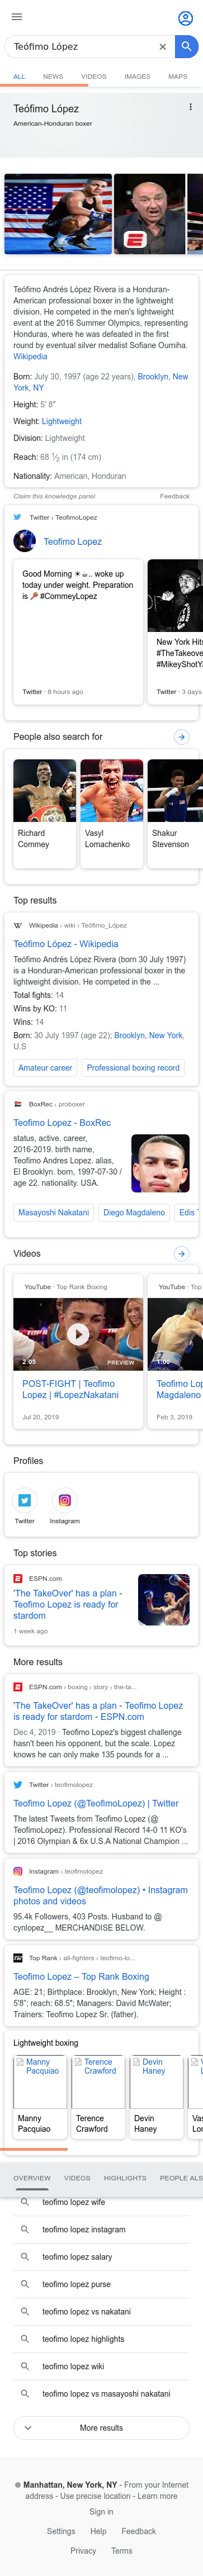 Teófimo López
ALL NEWS VIDEOS IMAGES MAPS
Teófimo López
American-Honduran boxer
Teófimo Andrés López Rivera is a Honduran-
American professional boxer in the lightweight
division. He competed in the men's lightweight
event at the 2016 Summer Olympics, representing
Honduras, where he was defeated in the first
round by eventual silver medalist Sofiane Oumiha.
Wikipedia
Born: July 30, 1997 (age 22 years), Brooklyn, New
York, NY
Height: 5′ 8″
Weight: Lightweight
Division: Lightweight
Reach: 68 1⁄2 in (174 cm)
Nationality: American, Honduran
Claim this knowledge panel Feedback
Twitter › TeofimoLopez
Teofimo Lopez
Good Morning ☀☕.. woke up
today under weight. Preparation
is 🔑 #CommeyLopez
Twitter · 8 hours ago
New York Hits
#TheTakeove
#MikeyShotYa
Twitter · 3 days
People also search for
Richard
Commey
Vasyl
Lomachenko
Shakur
Stevenson
Top results
Wikipedia › wiki › Teófimo_López
Teófimo López - Wikipedia
Teófimo Andrés López Rivera (born 30 July 1997)
is a Honduran-American professional boxer in the
lightweight division. He competed in the ...
Total fights: 14
Wins by KO: 11
Wins: 14
Born: 30 July 1997 (age 22); Brooklyn, New York,
U.S
Amateur career Professional boxing record
BoxRec › proboxer
Teofimo Lopez - BoxRec
status, active. career,
2016-2019. birth name,
Teofimo Andres Lopez. alias,
El Brooklyn. born, 1997-07-30 /
age 22. nationality. USA.
Masayoshi Nakatani Diego Magdaleno Edis
Videos
YouTube · Top Rank Boxing
2:05 PREVIEW
POST-FIGHT | Teofimo
Lopez | #LopezNakatani
Jul 20, 2019
YouTube · Top
1:00
Teofimo Lop
Magdaleno
Feb 3, 2019
Profiles
Twitter Instagram
Top stories
ESPN.com
'The TakeOver' has a plan -
Teofimo Lopez is ready for
stardom
1 week ago
More results
ESPN.com › boxing › story › the-ta...
'The TakeOver' has a plan - Teofimo Lopez
is ready for stardom - ESPN.com
Dec 4, 2019 · Teofimo Lopez's biggest challenge
hasn't been his opponent, but the scale. Lopez
knows he can only make 135 pounds for a ...
Twitter › teofimolopez
Teofimo Lopez (@TeofimoLopez) | Twitter
The latest Tweets from Teofimo Lopez (@
TeofimoLopez). Professional Record 14-0 11 KO's
| 2016 Olympian & 6x U.S.A National Champion ...
Instagram › teofimolopez
Teofimo Lopez (@teofimolopez) • Instagram
photos and videos
95.4k Followers, 403 Posts. Husband to @
cynlopez__ MERCHANDISE BELOW.
Top Rank › all-fighters › teofimo-lo...
Teofimo Lopez – Top Rank Boxing
AGE: 21; Birthplace: Brooklyn, New York; Height :
5'8"; reach: 68.5"; Managers: David McWater;
Trainers: Teofimo Lopez Sr. (father).
Lightweight boxing
Manny
Pacquiao
Terence
Crawford
Devin
Haney
Manny
Pacquiao
Terence
Crawford
Devin
Haney
OVERVIEW VIDEOS HIGHLIGHTS PEOPLE ALS
teofimo lopez wife
teofimo lopez instagram
teofimo lopez salary
teofimo lopez purse
teofimo lopez vs nakatani
teofimo lopez highlights
teofimo lopez wiki
teofimo lopez vs masayoshi nakatani
More results
Manhattan, New York, NY - From your Internet
address - Use precise location - Learn more
Sign in
Settings Help Feedback
Privacy Terms